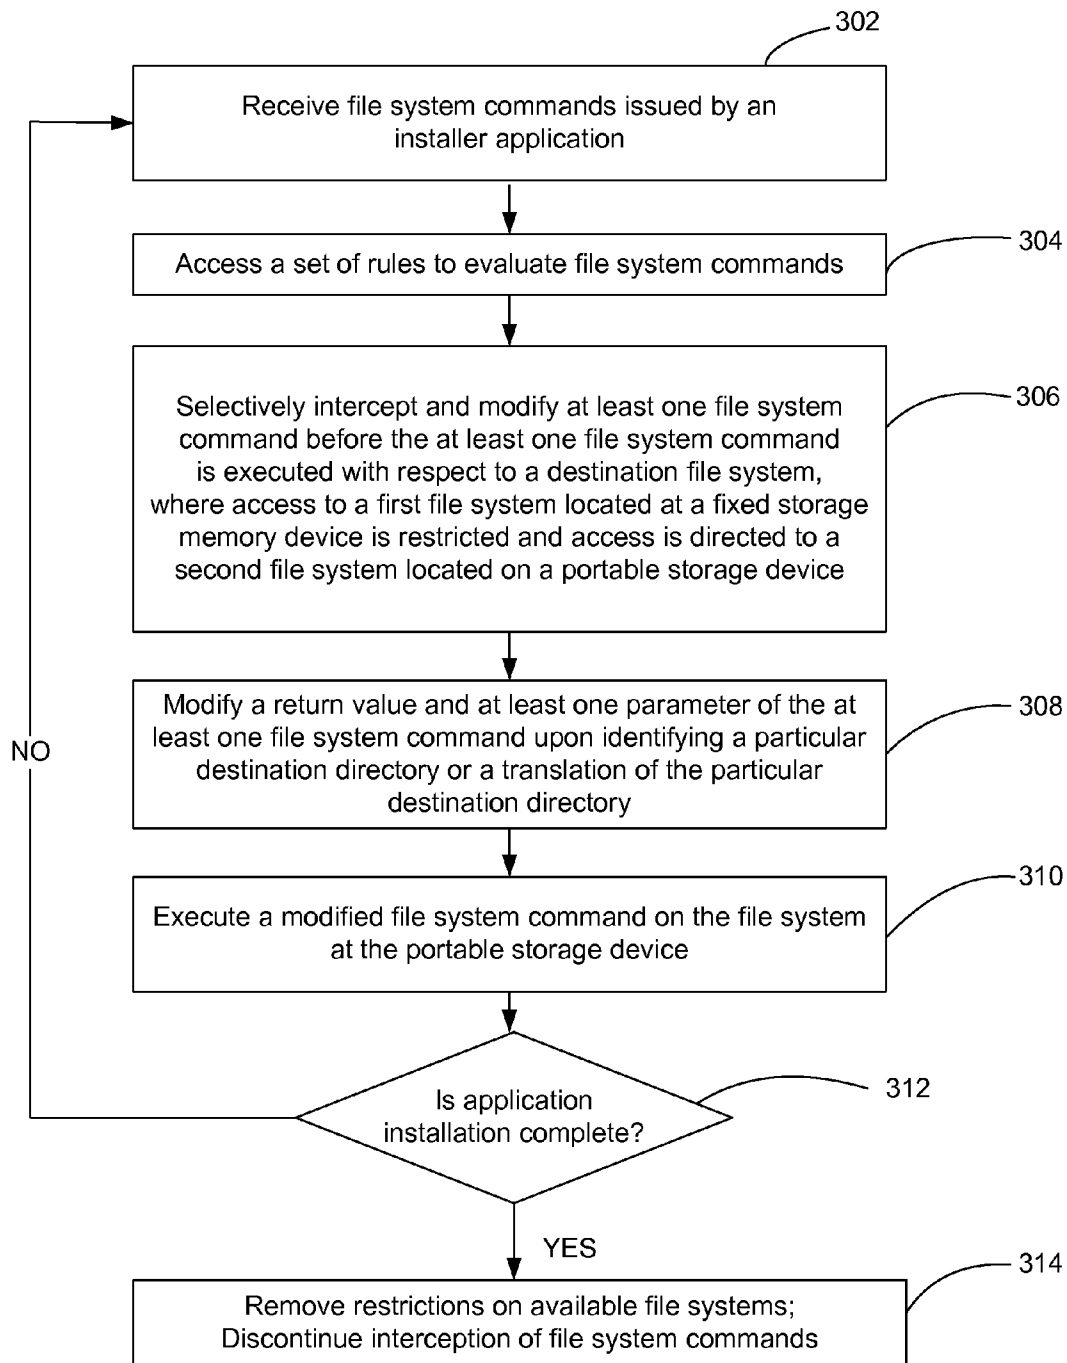 302
Receive file system commands issued by an
installer application
304
Access a set of rules to evaluate file system commands
306
Selectively intercept and modify at least one file system
command before the at least one file system command
is executed with respect to a destination file system,
where access to a first file system located at a fixed storage
memory device is restricted and access is directed to a
second file system located on a portable storage device
308
Modify a return value and at least one parameter of the at
least one file system command upon identifying a particular
destination directory or a translation of the particular
destination directory
NO
310
Execute a modified file system command on the file system
at the portable storage device
312
Is application
installation complete?
YES
314
Remove restrictions on available file systems;
Discontinue interception of file system commands